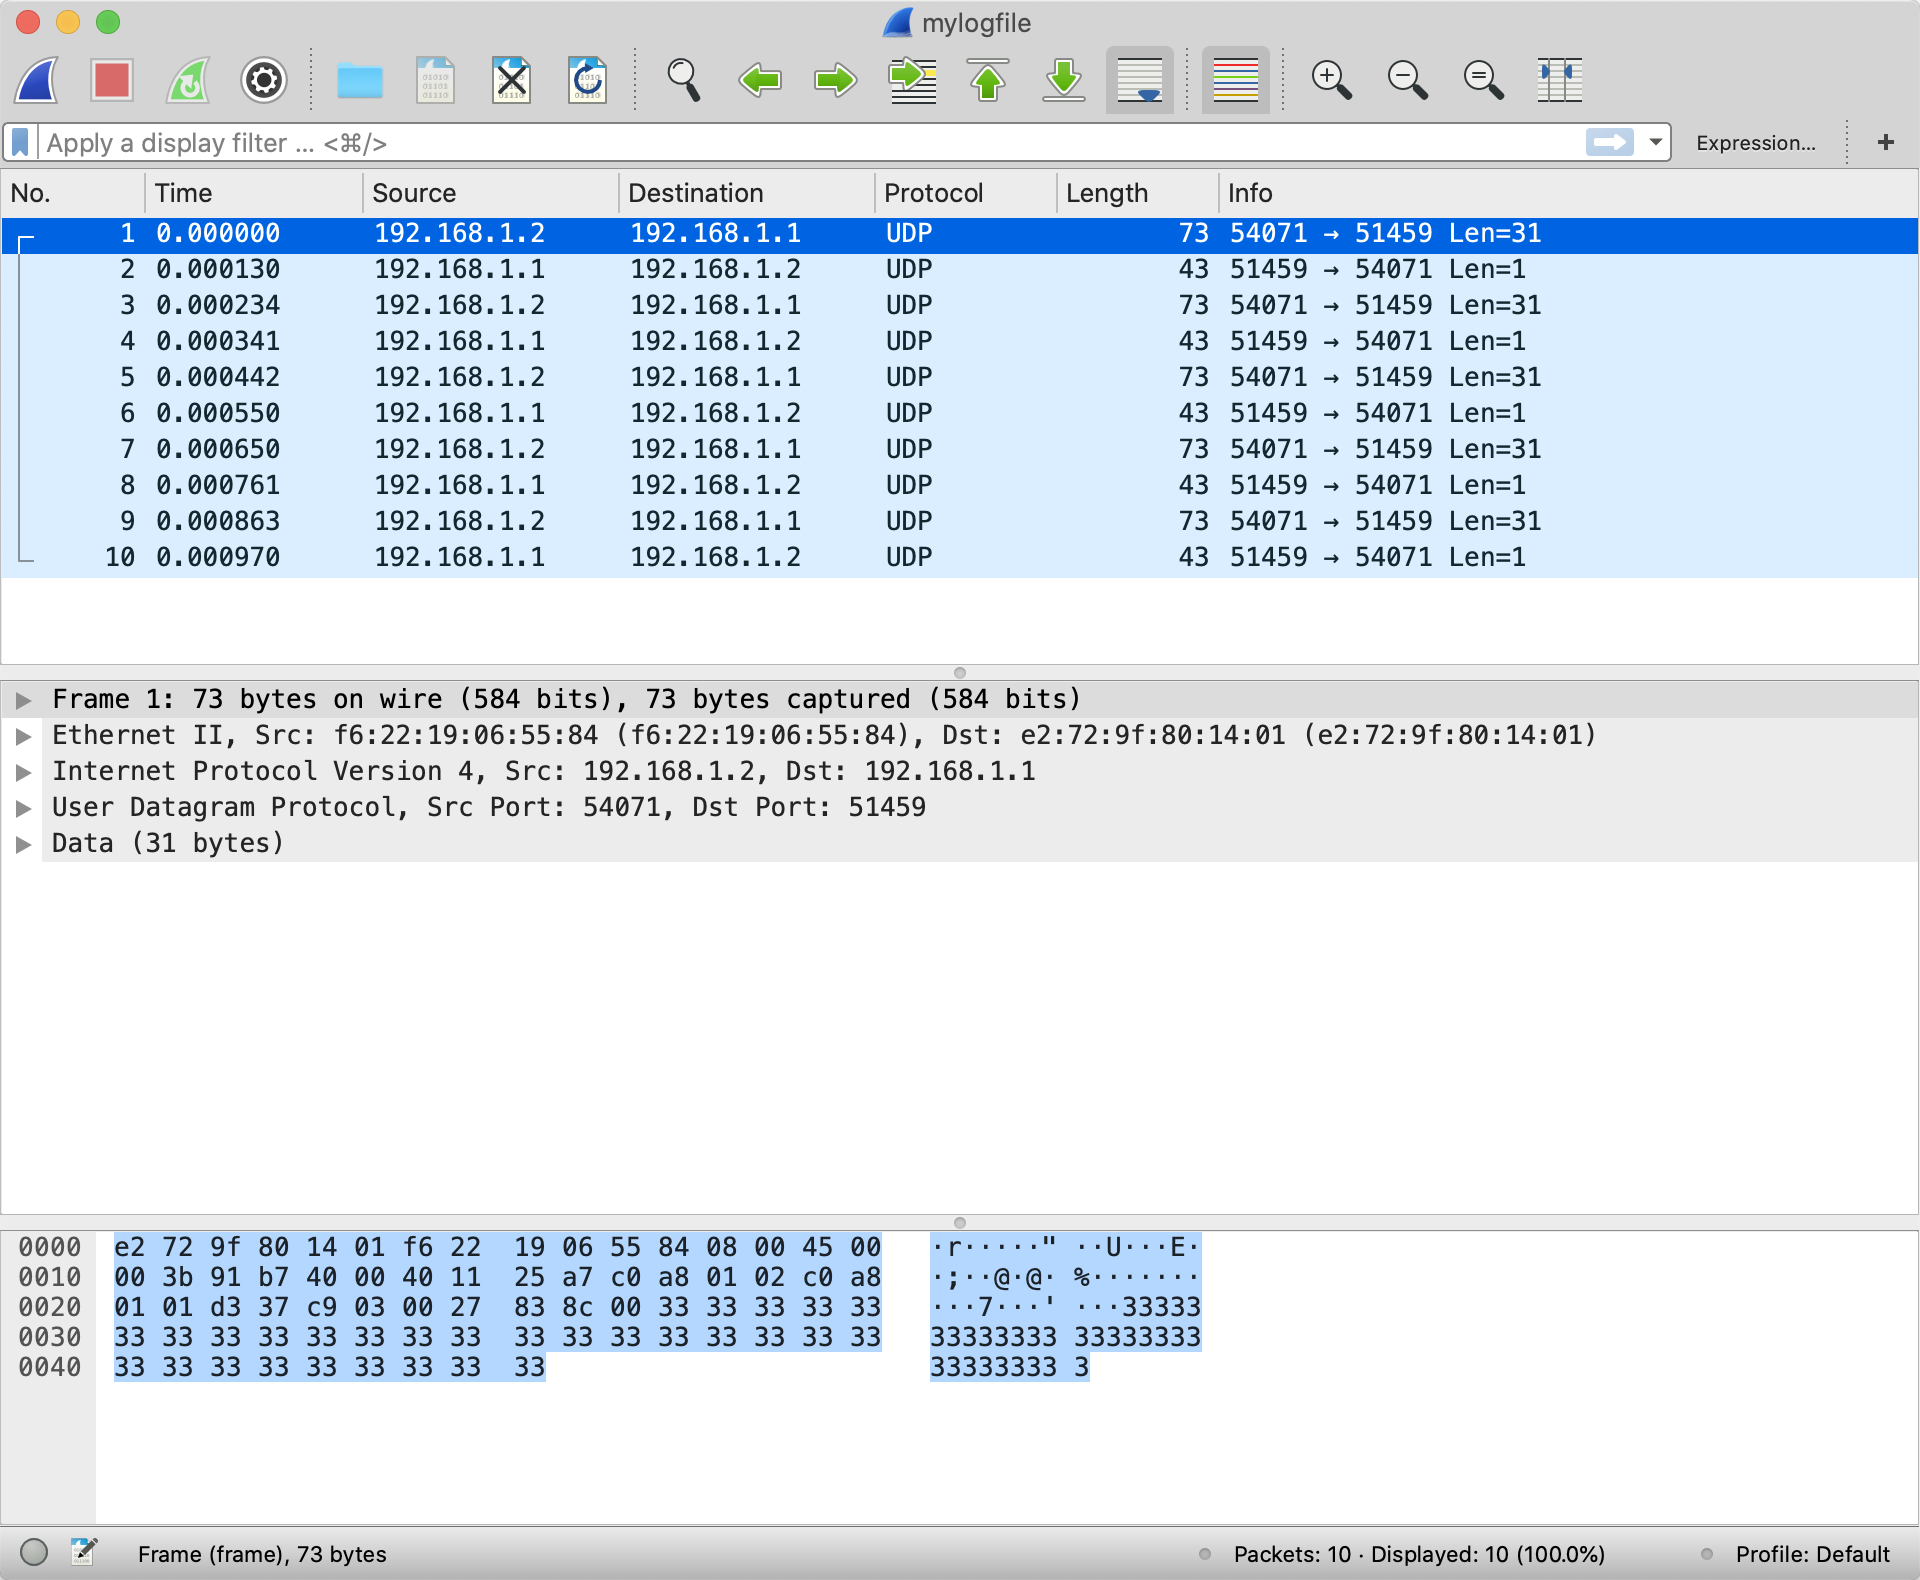 mylogfile
Apply a display filter ... <⌘/>
Expression...
+
No. Time Source Destination Protocol Length Info
1 0.000000 192.168.1.2 192.168.1.1 UDP 73 54071 → 51459 Len=31
2 0.000130 192.168.1.1 192.168.1.2 UDP 43 51459 → 54071 Len=1
3 0.000234 192.168.1.2 192.168.1.1 UDP 73 54071 → 51459 Len=31
4 0.000341 192.168.1.1 192.168.1.2 UDP 43 51459 → 54071 Len=1
5 0.000442 192.168.1.2 192.168.1.1 UDP 73 54071 → 51459 Len=31
6 0.000550 192.168.1.1 192.168.1.2 UDP 43 51459 → 54071 Len=1
7 0.000650 192.168.1.2 192.168.1.1 UDP 73 54071 → 51459 Len=31
8 0.000761 192.168.1.1 192.168.1.2 UDP 43 51459 → 54071 Len=1
9 0.000863 192.168.1.2 192.168.1.1 UDP 73 54071 → 51459 Len=31
10 0.000970 192.168.1.1 192.168.1.2 UDP 43 51459 → 54071 Len=1
Frame 1: 73 bytes on wire (584 bits), 73 bytes captured (584 bits)
Ethernet II, Src: f6:22:19:06:55:84 (f6:22:19:06:55:84), Dst: e2:72:9f:80:14:01 (e2:72:9f:80:14:01)
Internet Protocol Version 4, Src: 192.168.1.2, Dst: 192.168.1.1
User Datagram Protocol, Src Port: 54071, Dst Port: 51459
Data (31 bytes)
0000 e2 72 9f 80 14 01 f6 22 19 06 55 84 08 00 45 00 ·r·····" ··U···E·
0010 00 3b 91 b7 40 00 40 11 25 a7 c0 a8 01 02 c0 a8 ·;··@·@· %·······
0020 01 01 d3 37 c9 03 00 27 83 8c 00 33 33 33 33 33 ···7···' ···33333
0030 33 33 33 33 33 33 33 33 33 33 33 33 33 33 33 33 33333333 33333333
0040 33 33 33 33 33 33 33 33 33 33333333 3
Frame (frame), 73 bytes
Packets: 10 · Displayed: 10 (100.0%)
Profile: Default